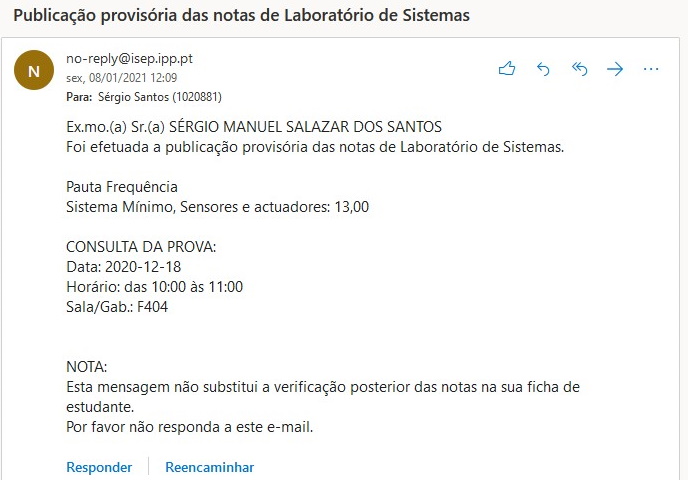 Publicação provisória das notas de Laboratório de Sistemas
N
no-reply@isep.ipp.pt
sex, 08/01/2021 12:09
Para: Sérgio Santos (1020881)
Ex.mo.(a) Sr.(a) SÉRGIO MANUEL SALAZAR DOS SANTOS
Foi efetuada a publicação provisória das notas de Laboratório de Sistemas.
Pauta Frequência
Sistema Mínimo, Sensores e actuadores: 13,00
CONSULTA DA PROVA:
Data: 2020-12-18
Horário: das 10:00 às 11:00
Sala/Gab.: F404
NOTA:
Esta mensagem não substitui a verificação posterior das notas na sua ficha de
estudante.
Por favor não responda a este e-mail.
Responder Reencaminhar